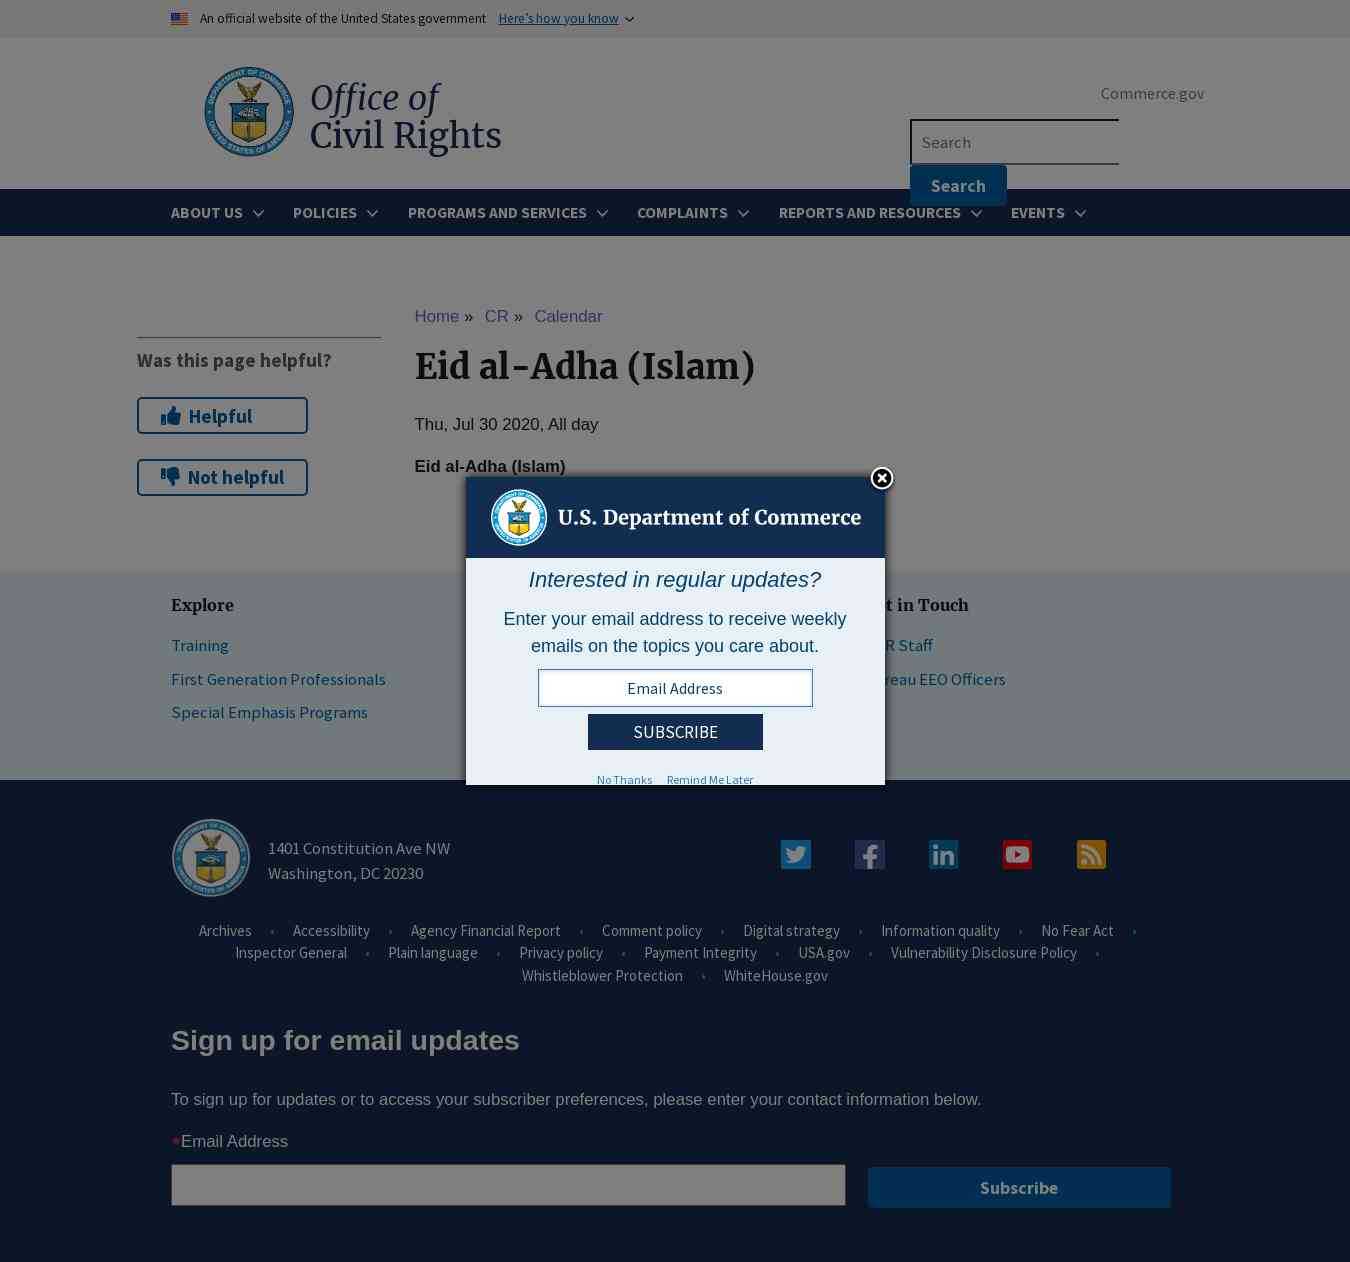 An official website of the United States government Here's how you know
Office of
Civil Rights
Commerce.gov
Search
Search
ABOUT US POLICIES PROGRAMS AND SERVICES COMPLAINTS REPORTS AND RESOURCES EVENTS
Home » CR » Calendar
Was this page helpful?
Eid al-Adha (Islam)
Helpful
Thu, Jul 30 2020, All day
Not helpful
Eid al-Adha (Islam)
U.S. Department of Commerce
Interested in regular updates?
Enter your email address to receive weekly
emails on the topics you care about.
Email Address
SUBSCRIBE
No Thanks Remind Me Later
Explore
Training
First Generation Professionals
Special Emphasis Programs
t in Touch
R Staff
reau EEO Officers
1401 Constitution Ave NW
Washington, DC 20230
Archives • Accessibility • Agency Financial Report • Comment policy • Digital strategy • Information quality • No Fear Act •
Inspector General • Plain language • Privacy policy • Payment Integrity • USA.gov • Vulnerability Disclosure Policy •
Whistleblower Protection • WhiteHouse.gov
Sign up for email updates
To sign up for updates or to access your subscriber preferences, please enter your contact information below.
*Email Address
Subscribe